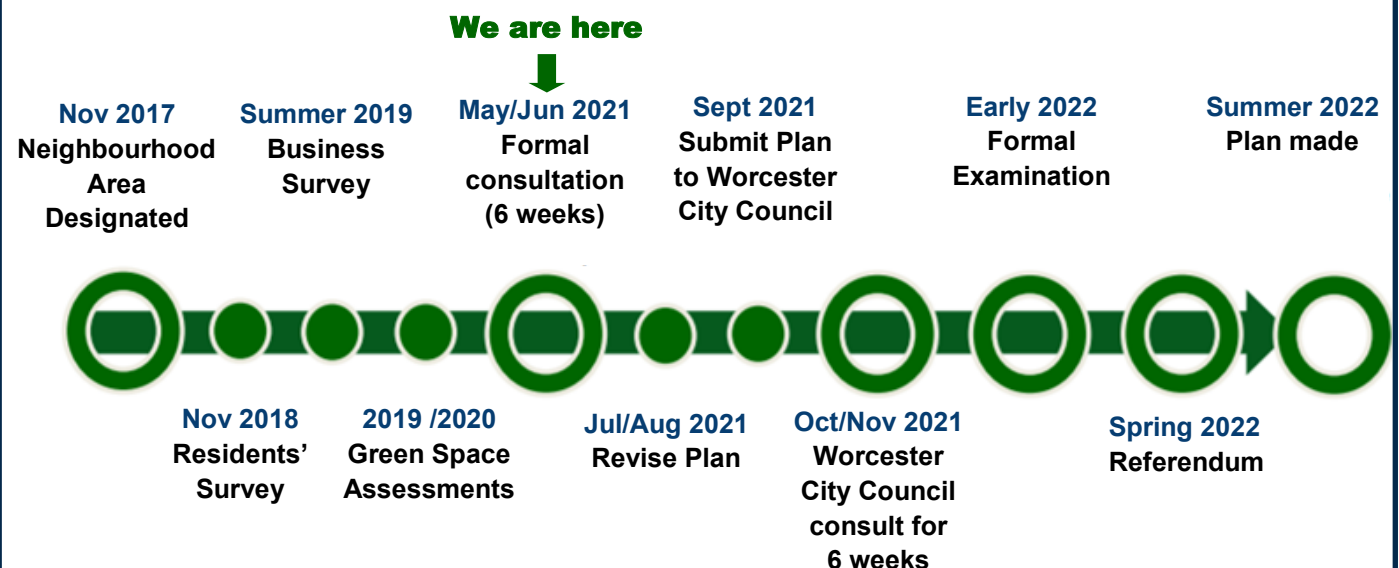 We are here
Nov 2017
Neighbourhood
Area
Designated
Summer 2019
Business
Survey
May/Jun 2021
Formal
consultation
(6 weeks)
Sept 2021
Submit Plan
to Worcester
City Council
Early 2022
Formal
Examination
Summer 2022
Plan made
Nov 2018
Residents’
Survey
2019 /2020
Green Space
Assessments
Jul/Aug 2021
Revise Plan
Oct/Nov 2021
Worcester
City Council
consult for
6 weeks
Spring 2022
Referendum